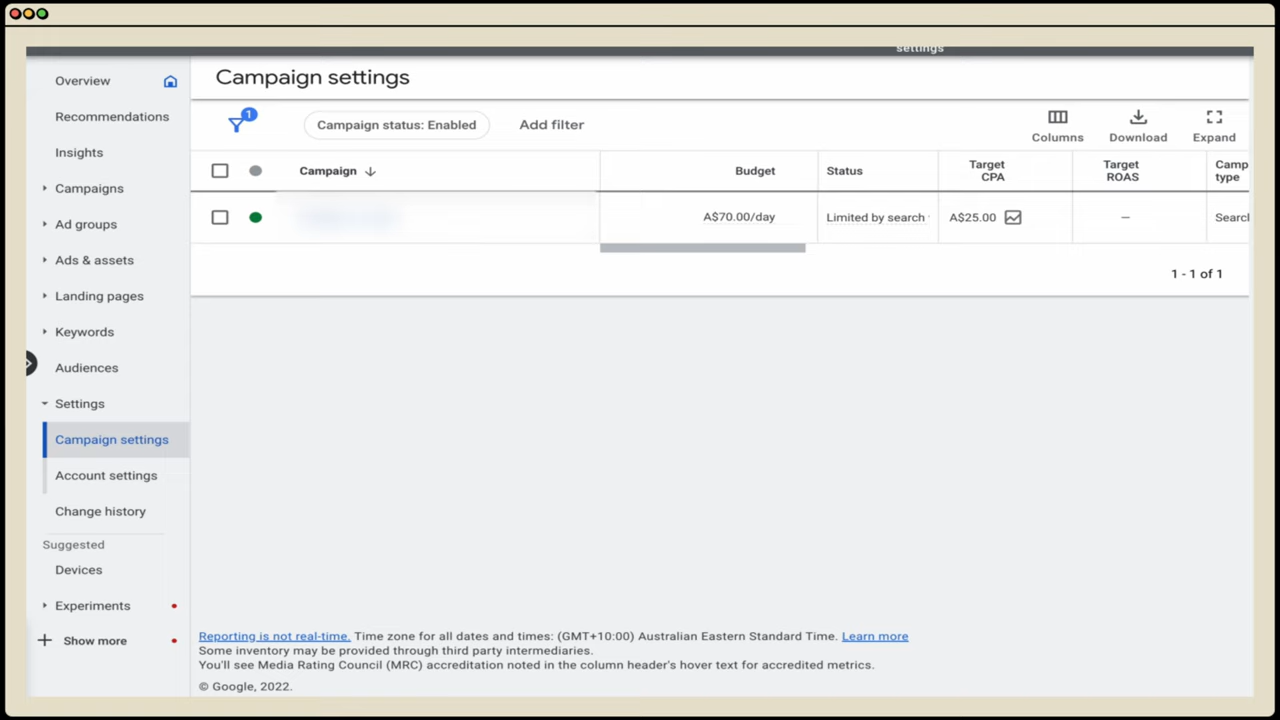 settings
Overview
Recommendations
Insights
Campaigns
Ad groups
Ads & assets
Landing pages
Keywords
Audiences
Settings
Campaign settings
Account settings
Change history
Suggested
Devices
Experiments
Show more
Campaign settings
1
Campaign status: Enabled
Add filter
Columns
Download
Expand
Campaign
Budget
Status
Target
CPA
Target
ROAS
Camp
type
A$70.00/day
Limited by search
A$25.00
–
Search
1 - 1 of 1
Reporting is not real-time. Time zone for all dates and times: (GMT+10:00) Australian Eastern Standard Time. Learn more
Some inventory may be provided through third party intermediaries.
You'll see Media Rating Council (MRC) accreditation noted in the column header's hover text for accredited metrics.
© Google, 2022.